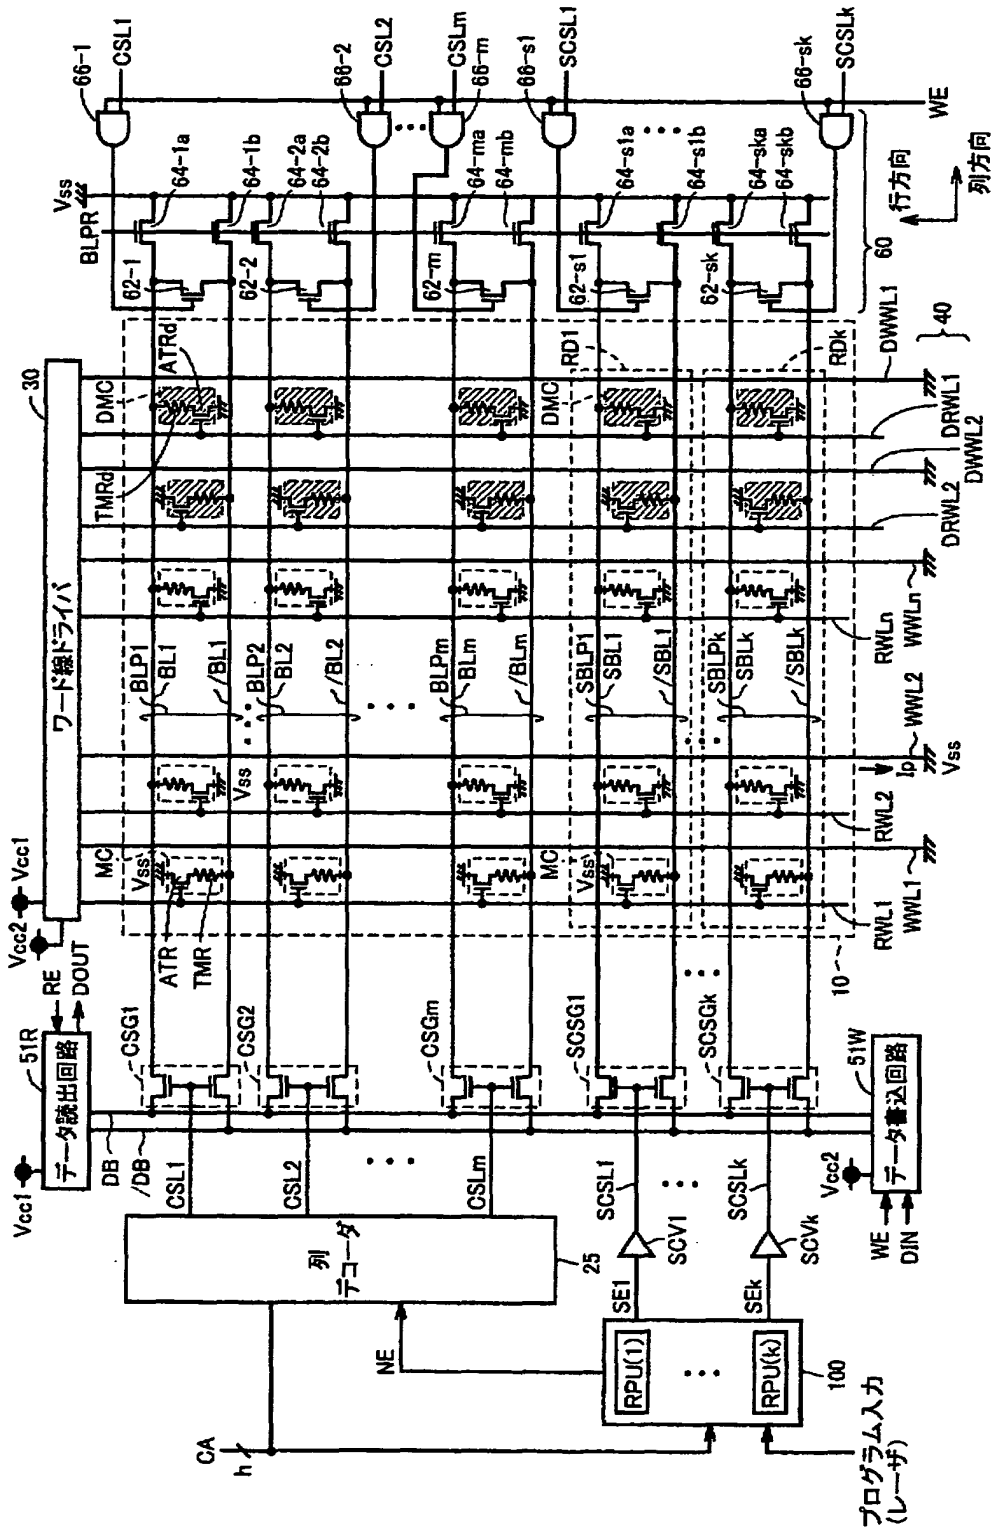 プログラム入力
(レーザ)
CA
h
100
RPU(1)
RPU(k)
NE
SE1
SEk
SCV1
SCVk
SCSL1
SCSLk
列
デコーダ
25
CSL1
CSL2
CSLm
WE
DIN
データ書込回路
51W
Vcc2
Vcc1
データ読出回路
51R
RE
DOUT
DB
/DB
CSG1
CSG2
CSGm
SCSG1
SCSGk
10
Vcc2
Vcc1
ワード線ドライバ
30
MC
Vss
ATR
TMR
Vss
MC
Vss
RWL1
WWL1
RWL2
Ip
WWL2
Vss
BLP1
BL1
/BL1
BLP2
BL2
/BL2
BLPm
BLm
/BLm
SBLP1
SBL1
/SBL1
SBLPk
SBLk
/SBLk
RWLn
WWLn
TMRd
DMC
ATRd
DMC
RD1
RDk
DRWL2
DWWL2
DRWL1
DWWL1
40
60
行方向
列方向
BLPR
Vss
62-1
62-2
62-m
62-s1
62-sk
64-1a
64-1b
64-2a
64-2b
64-ma
64-mb
64-s1a
64-s1b
64-ska
64-skb
66-1
CSL1
66-2
CSL2
CSLm
66-m
66-s1
SCSL1
66-sk
SCSLk
WE